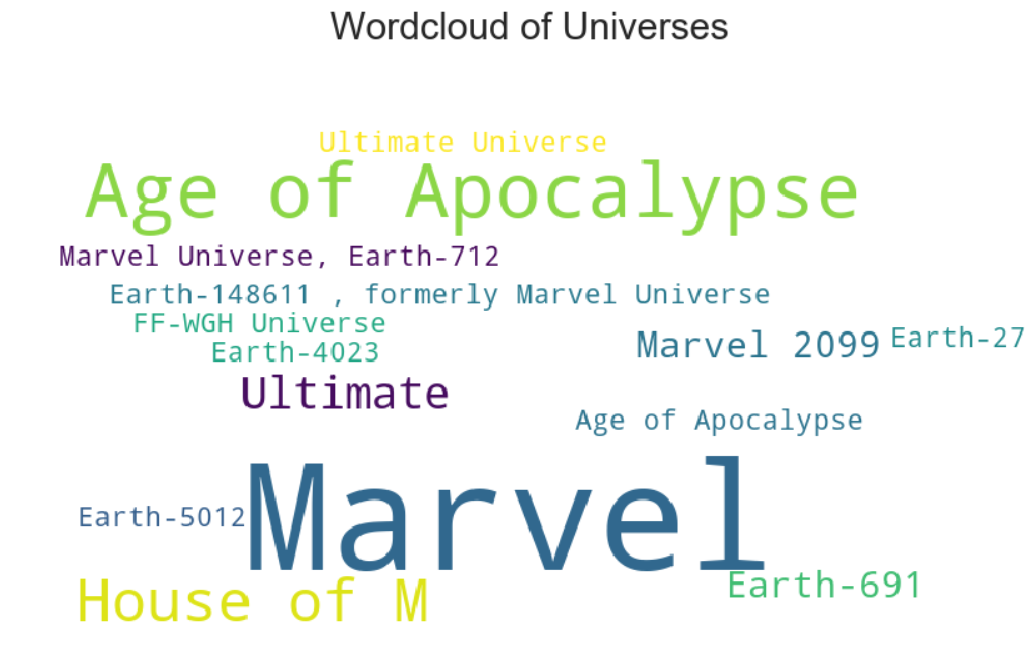 Wordcloud of Universes
Ultimate Universe
Age of Apocalypse
Marvel Universe, Earth-712
Earth-148611 , formerly Marvel Universe
FF-WGH Universe
Marvel 2099
Earth-27
Earth-4023
Ultimate
Age of Apocalypse
Marvel
Earth-5012
Earth-691
House of M